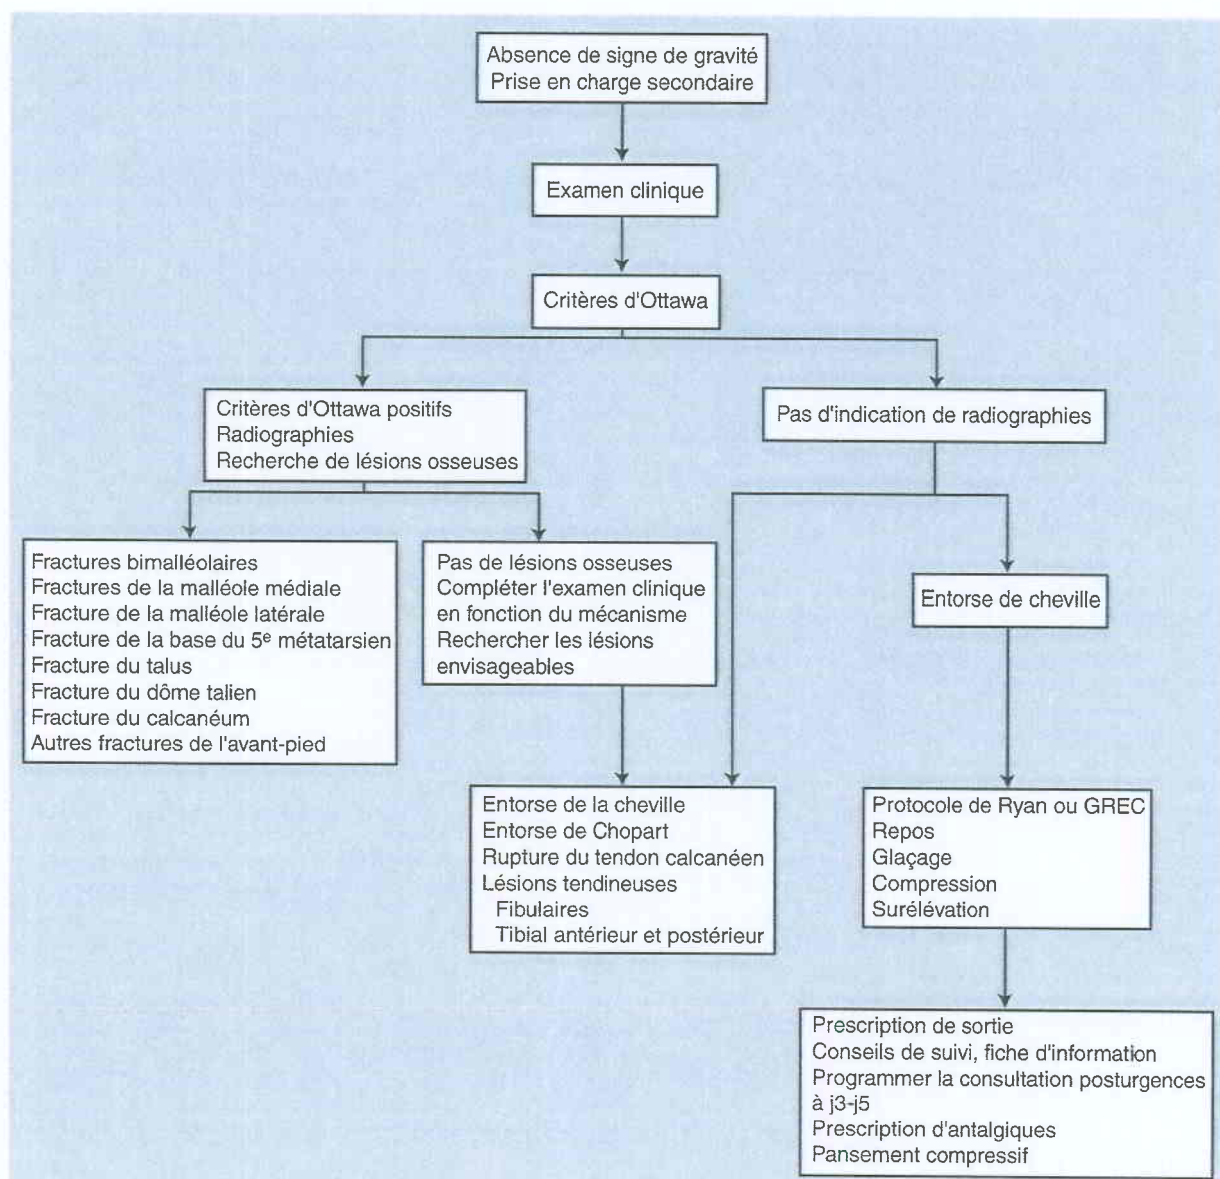 Absence de signe de gravité
Prise en charge secondaire
Examen clinique
Critères d'Ottawa
Critères d'Ottawa positifs
Radiographies
Recherche de lésions osseuses
Pas d'indication de radiographies
Fractures bimalléolaires
Fractures de la malléole médiale
Fracture de la malléole latérale
Fracture de la base du 5e métatarsien
Fracture du talus
Fracture du dôme talien
Fracture du calcanéum
Autres fractures de l'avant-pied
Pas de lésions osseuses
Compléter l'examen clinique
en fonction du mécanisme
Rechercher les lésions
envisageables
Entorse de cheville
Entorse de la cheville
Entorse de Chopart
Rupture du tendon calcanéen
Lésions tendineuses
Fibulaires
Tibial antérieur et postérieur
Protocole de Ryan ou GREC
Repos
Glaçage
Compression
Surélévation
Prescription de sortie
Conseils de suivi, fiche d'information
Programmer la consultation posturgences
à j3-j5
Prescription d'antalgiques
Pansement compressif